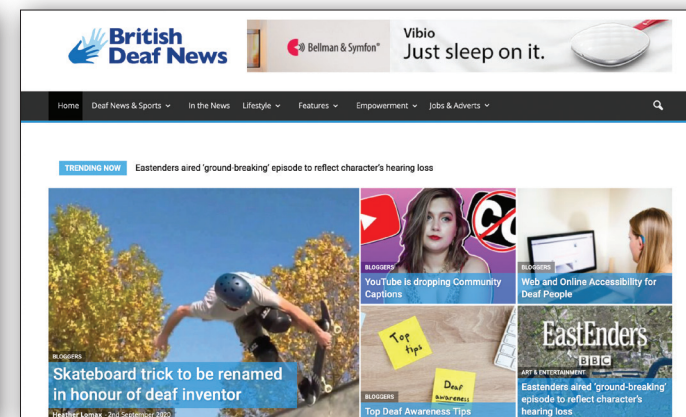 British
Deaf News
Bellman & Symfon®
Vibio
Just sleep on it.
Home Deaf News & Sports In the News Lifestyle Features Empowerment Jobs & Adverts
TRENDING NOW Eastenders aired 'ground-breaking' episode to reflect character's hearing loss
CC
BLOGGERS
YouTube is dropping Community
Captions
BLOGGERS
Web and Online Accessibility for
Deaf People
BLOGGERS
Skateboard trick to be renamed
in honour of deaf inventor
Heather Lomax - 2nd September 2020
Top
tips
Deaf
awareness
BLOGGERS
Top Deaf Awareness Tips
EastEnders
BBC
ART & ENTERTAINMENT
Eastenders aired 'ground-breaking'
episode to reflect character's
hearing loss